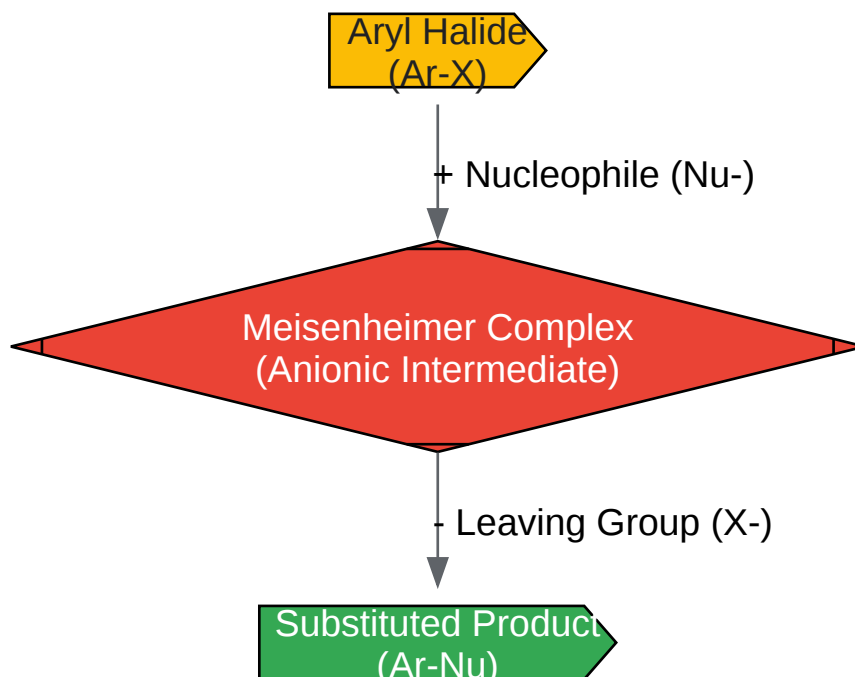 Aryl Halide
(Ar-X)
+ Nucleophile (Nu-)
Meisenheimer Complex
(Anionic Intermediate)
- Leaving Group (X-)
Substituted Product
(Ar-Nu)